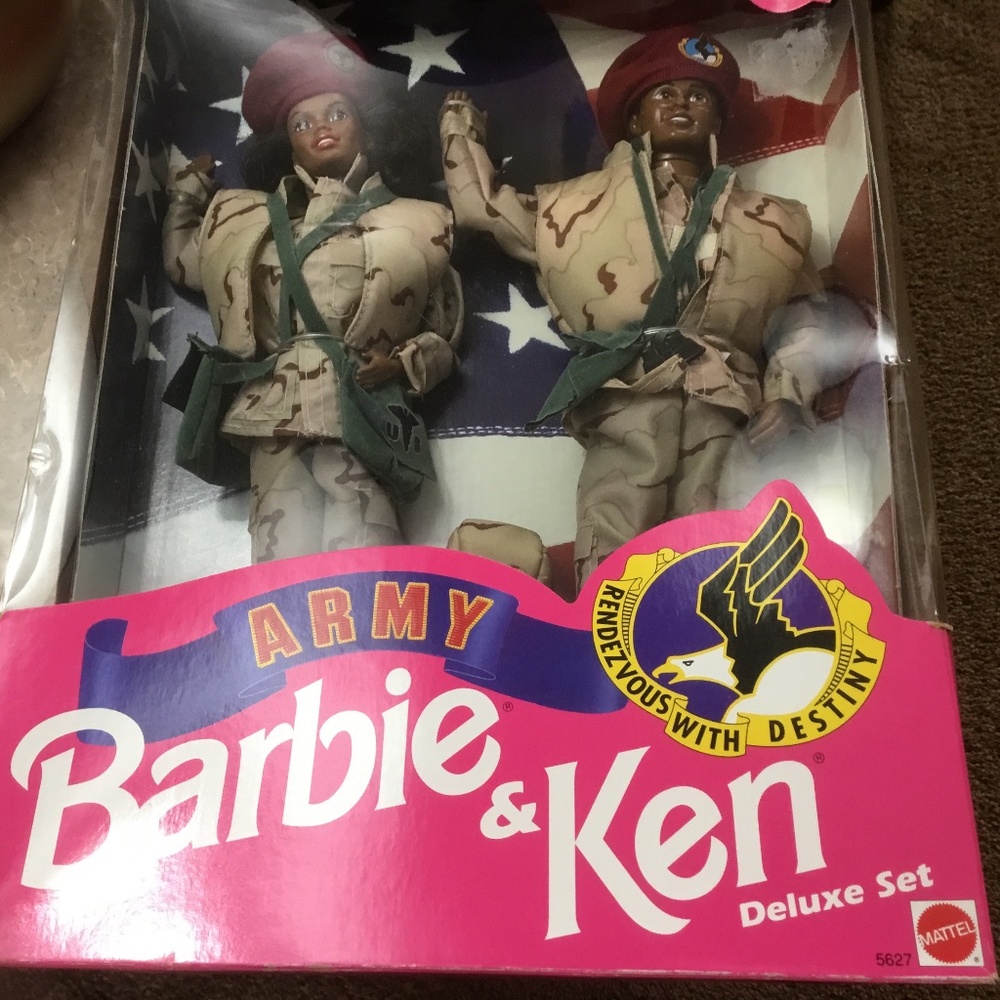 ARMY
Barbie®
& Ken®
RENDEZVOUS WITH DESTINY
Deluxe Set
5627
MATTEL